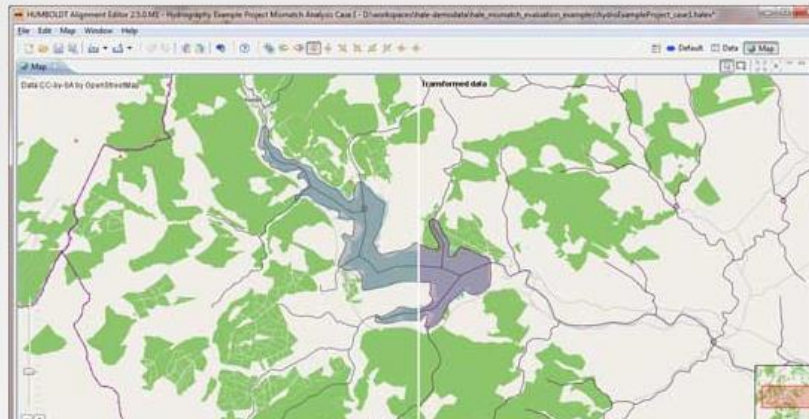 HUMBOLDT Alignment Editor 2.5.0.M1 - Hydrography Example Project Mismatch Analysis Case I - D:\workspaces\hale-demodata\hale_mismatch_evaluation_examples\hydroExampleProject_case1.halex*
File Edit Map Window Help
Default Data Map
Map
Data CC-by-SA by OpenStreetMap
Transformed data